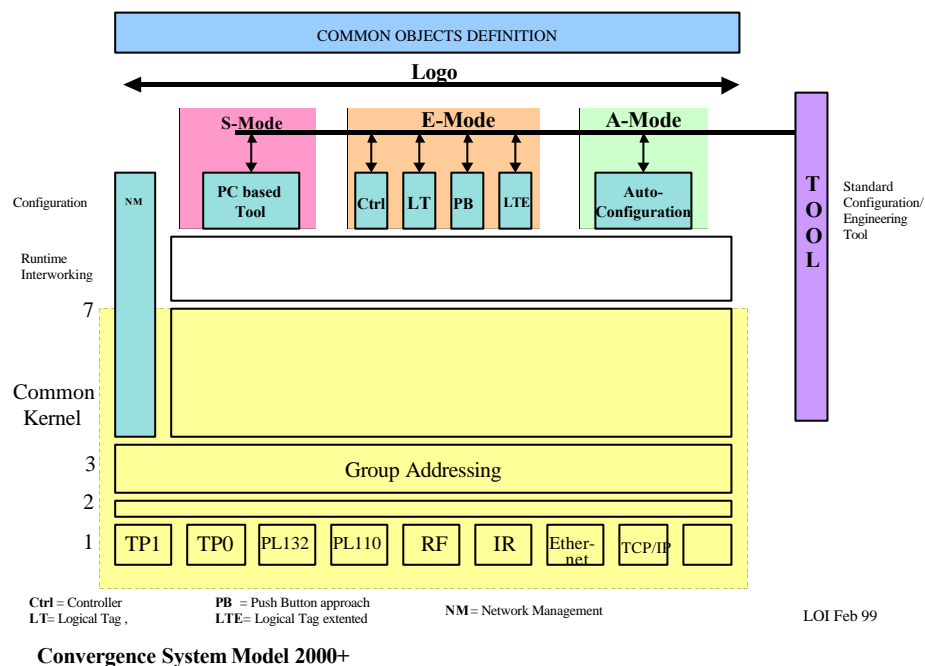 COMMON OBJECTS DEFINITION
Logo
S-Mode
E-Mode
A-Mode
PC based
Tool
Ctrl
LT
PB
LTE
Auto-
Configuration
TOOL
Standard
Configuration/
Engineering
Tool
Configuration
NM
Runtime
Interworking
7
Common
Kernel
3
Group Addressing
2
1
TP1
TP0
PL132
PL110
RF
IR
Ether-
net
TCP/IP
Ctrl = Controller
LT= Logical Tag ,
PB = Push Button approach
LTE= Logical Tag extented
NM = Network Management
LOI Feb 99
Convergence System Model 2000+